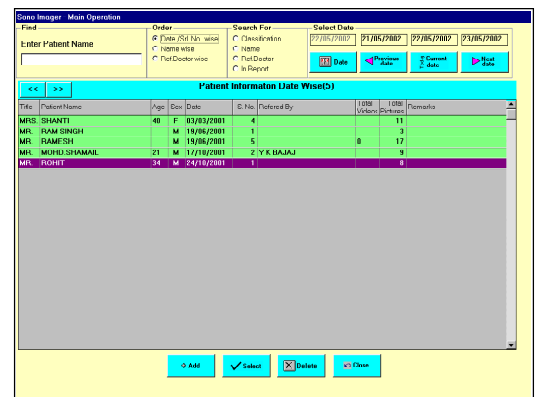 Sono Imager Main Operation
Find
Enter Patient Name
Order
Date /Srl No. wise
Name wise
Ref.Doctor wise
Search For
Classification
Name
Ref.Doctor
In Report
Select Date
22/05/2002 21/05/2002 22/05/2002 23/05/2002
Date Previous date Current date Next date
<< >> Patient Informaton Date Wise(5)
Title Patient Name Age Sex Date S. No. Refered By Total Videos Total Pictures Remarks
MRS. SHANTI 40 F 03/03/2001 4 11
MR. RAM SINGH M 19/06/2001 1 3
MR. RAMESH M 19/06/2001 5 0 17
MR. MOHD.SHAMAIL 21 M 17/10/2001 2 Y K BAJAJ 9
MR. ROHIT 34 M 24/10/2001 1 8
Add Select Delete Close